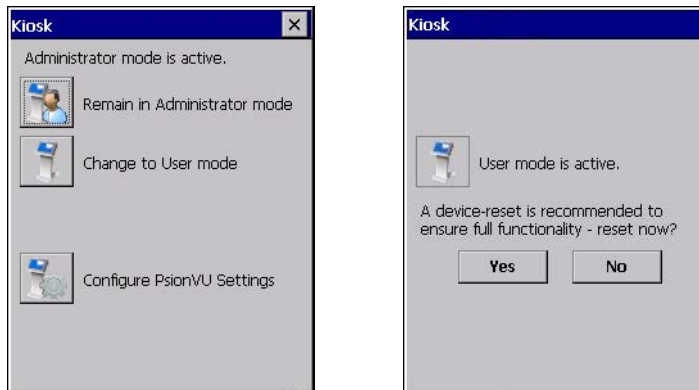 Kiosk
Administrator mode is active.
Remain in Administrator mode
Change to User mode
Configure PsionVU Settings
Kiosk
User mode is active.
A device-reset is recommended to
ensure full functionality - reset now?
Yes No